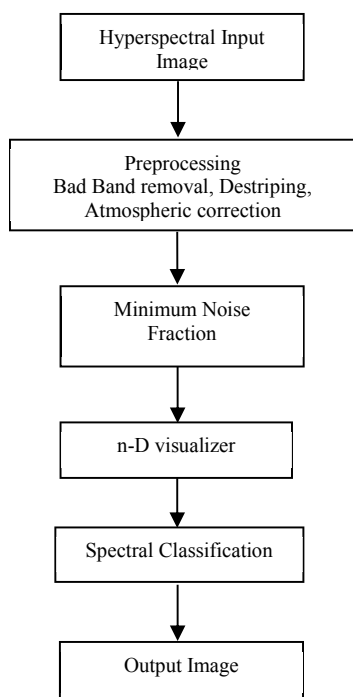 Hyperspectral Input
Image
Preprocessing
Bad Band removal, Destriping,
Atmospheric correction
Minimum Noise
Fraction
n-D visualizer
Spectral Classification
Output Image